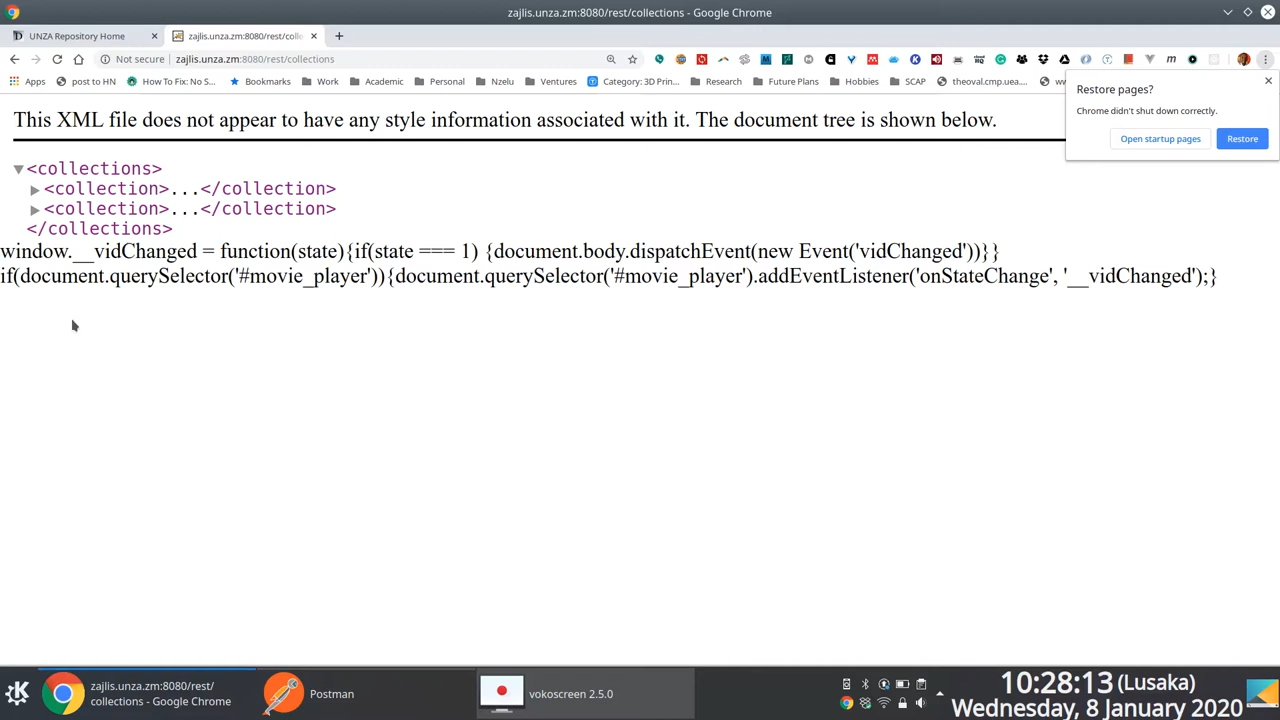 zajlis.unza.zm:8080/rest/collections - Google Chrome
UNZA Repository Home
zajlis.unza.zm:8080/rest/colle
Not secure
zajlis.unza.zm:8080/rest/collections
Apps
post to HN
How To Fix: No S...
Bookmarks
Work
Academic
Personal
Nzelu
Ventures
Category: 3D Prin...
Research
Future Plans
Hobbies
SCAP
theoval.cmp.uea....
Restore pages?
Chrome didn't shut down correctly.
Open startup pages
Restore
This XML file does not appear to have any style information associated with it. The document tree is shown below.
▼<collections>
▶<collection>...</collection>
▶<collection>...</collection>
</collections>
window.__vidChanged = function(state){if(state === 1) {document.body.dispatchEvent(new Event('vidChanged'))}}
if(document.querySelector('#movie_player')){document.querySelector('#movie_player').addEventListener('onStateChange', '__vidChanged');}
zajlis.unza.zm:8080/rest/
collections - Google Chrome
Postman
vokoscreen 2.5.0
10:28:13 (Lusaka)
Wednesday, 8 January 2020